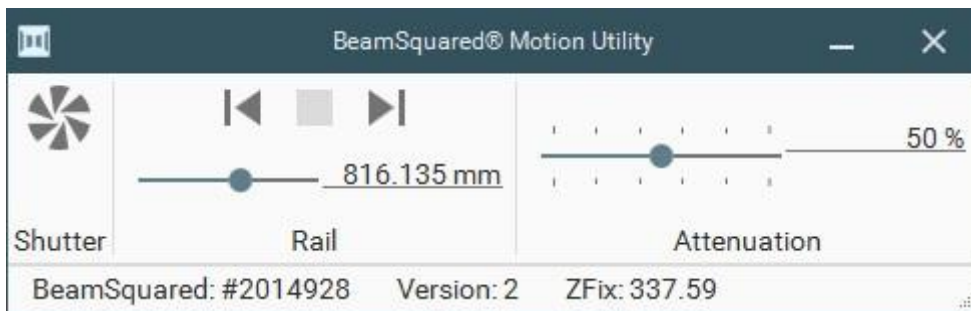 BeamSquared® Motion Utility
816.135 mm
50 %
Shutter
Rail
Attenuation
BeamSquared: #2014928 Version: 2 ZFix: 337.59